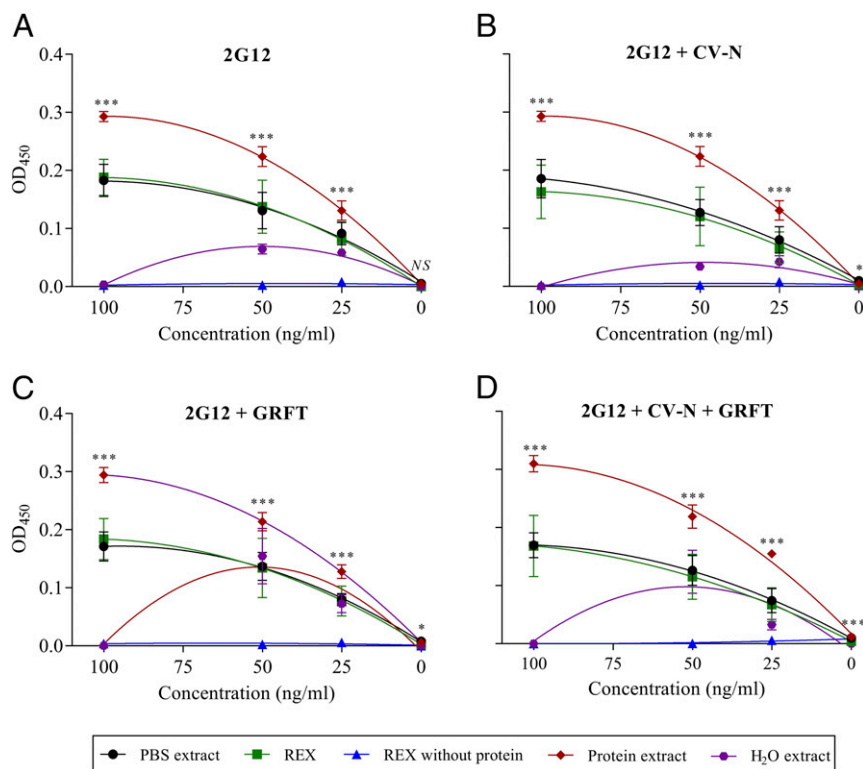 A
2G12
OD450
0.4
0.3
0.2
0.1
0.0
***
***
***
NS
100
75
50
25
0
Concentration (ng/ml)
B
2G12 + CV-N
***
***
***
*
100
75
50
25
0
Concentration (ng/ml)
C
2G12 + GRFT
OD450
0.4
0.3
0.2
0.1
0.0
***
***
***
*
100
75
50
25
0
Concentration (ng/ml)
D
2G12 + CV-N + GRFT
***
***
***
***
100
75
50
25
0
Concentration (ng/ml)
PBS extract REX REX without protein Protein extract H2O extract